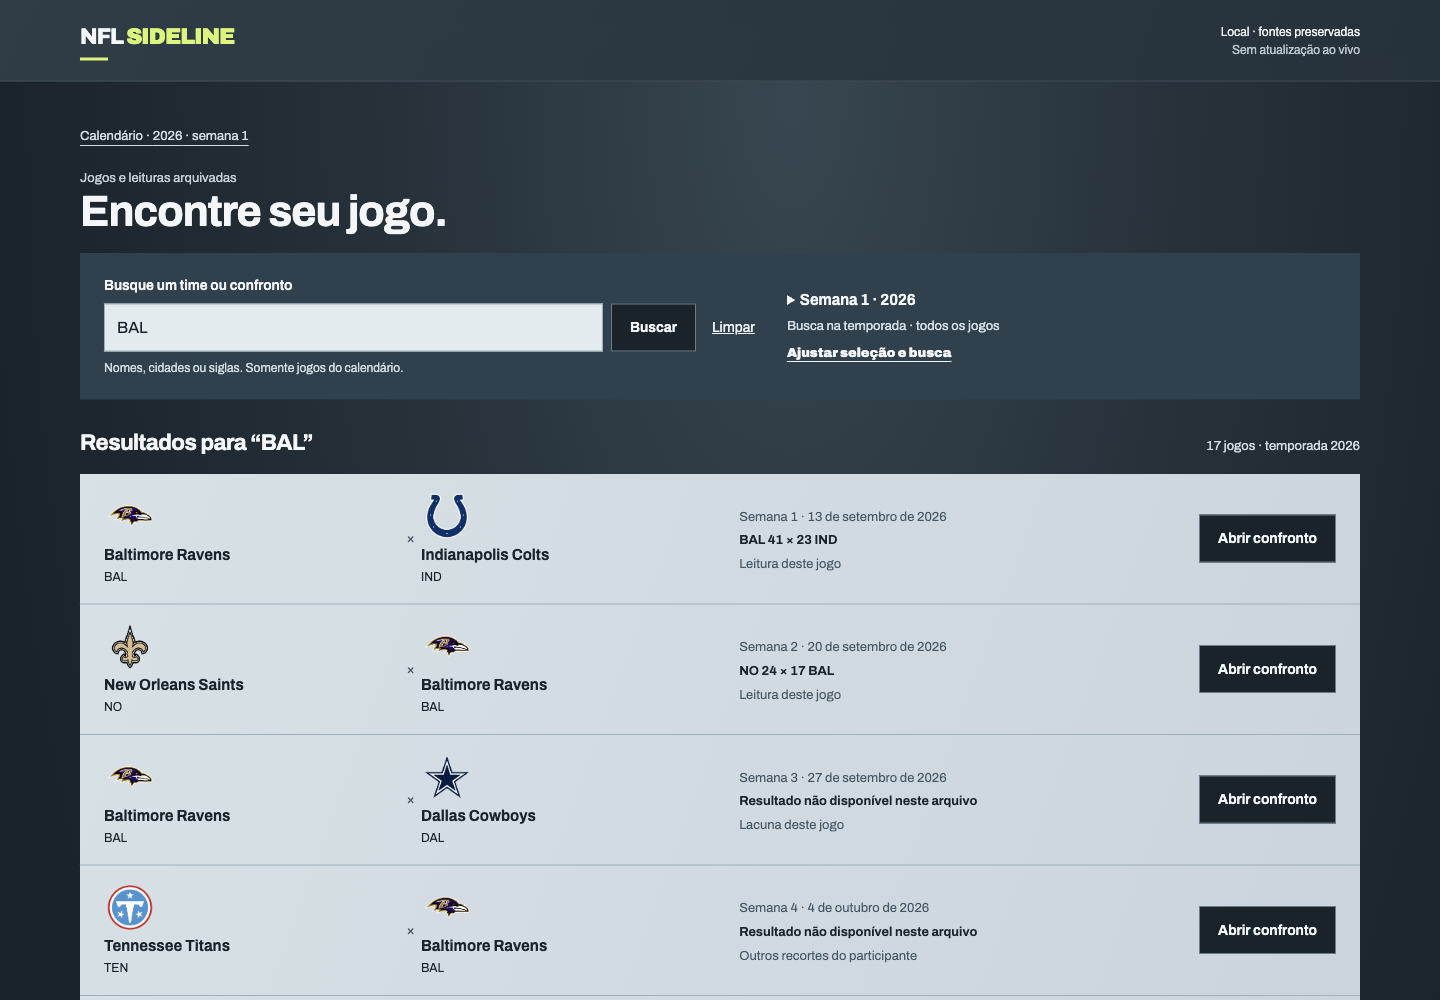 NFL SIDELINE
Local · fontes preservadas
Sem atualização ao vivo
Calendário · 2026 · semana 1
Jogos e leituras arquivadas
Encontre seu jogo.
Busque um time ou confronto
BAL
Buscar
Limpar
Nomes, cidades ou siglas. Somente jogos do calendário.
Semana 1 · 2026
Busca na temporada · todos os jogos
Ajustar seleção e busca
Resultados para “BAL”
17 jogos · temporada 2026
Baltimore Ravens
BAL
×
Indianapolis Colts
IND
Semana 1 · 13 de setembro de 2026
BAL 41 × 23 IND
Leitura deste jogo
Abrir confronto
New Orleans Saints
NO
×
Baltimore Ravens
BAL
Semana 2 · 20 de setembro de 2026
NO 24 × 17 BAL
Leitura deste jogo
Abrir confronto
Baltimore Ravens
BAL
×
Dallas Cowboys
DAL
Semana 3 · 27 de setembro de 2026
Resultado não disponível neste arquivo
Lacuna deste jogo
Abrir confronto
Tennessee Titans
TEN
×
Baltimore Ravens
BAL
Semana 4 · 4 de outubro de 2026
Resultado não disponível neste arquivo
Outros recortes do participante
Abrir confronto